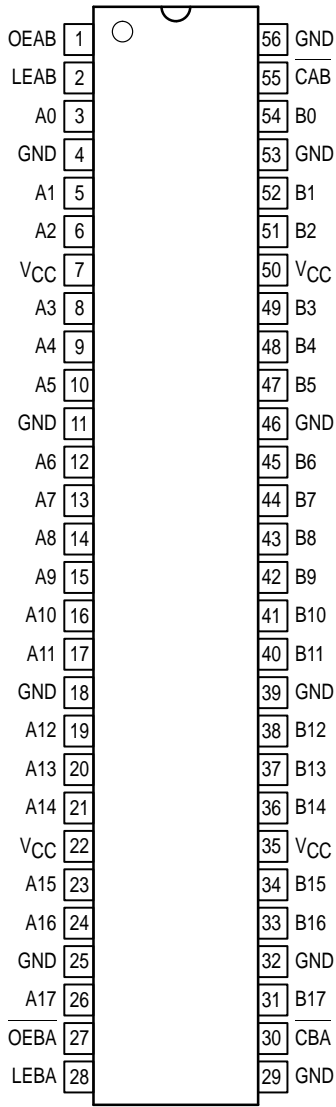 OEAB 1 56 GND
LEAB 2 55 C̅A̅B̅
A0 3 54 B0
GND 4 53 GND
A1 5 52 B1
A2 6 51 B2
VCC 7 50 VCC
A3 8 49 B3
A4 9 48 B4
A5 10 47 B5
GND 11 46 GND
A6 12 45 B6
A7 13 44 B7
A8 14 43 B8
A9 15 42 B9
A10 16 41 B10
A11 17 40 B11
GND 18 39 GND
A12 19 38 B12
A13 20 37 B13
A14 21 36 B14
VCC 22 35 VCC
A15 23 34 B15
A16 24 33 B16
GND 25 32 GND
A17 26 31 B17
O̅E̅B̅A̅ 27 30 C̅B̅A̅
LEBA 28 29 GND